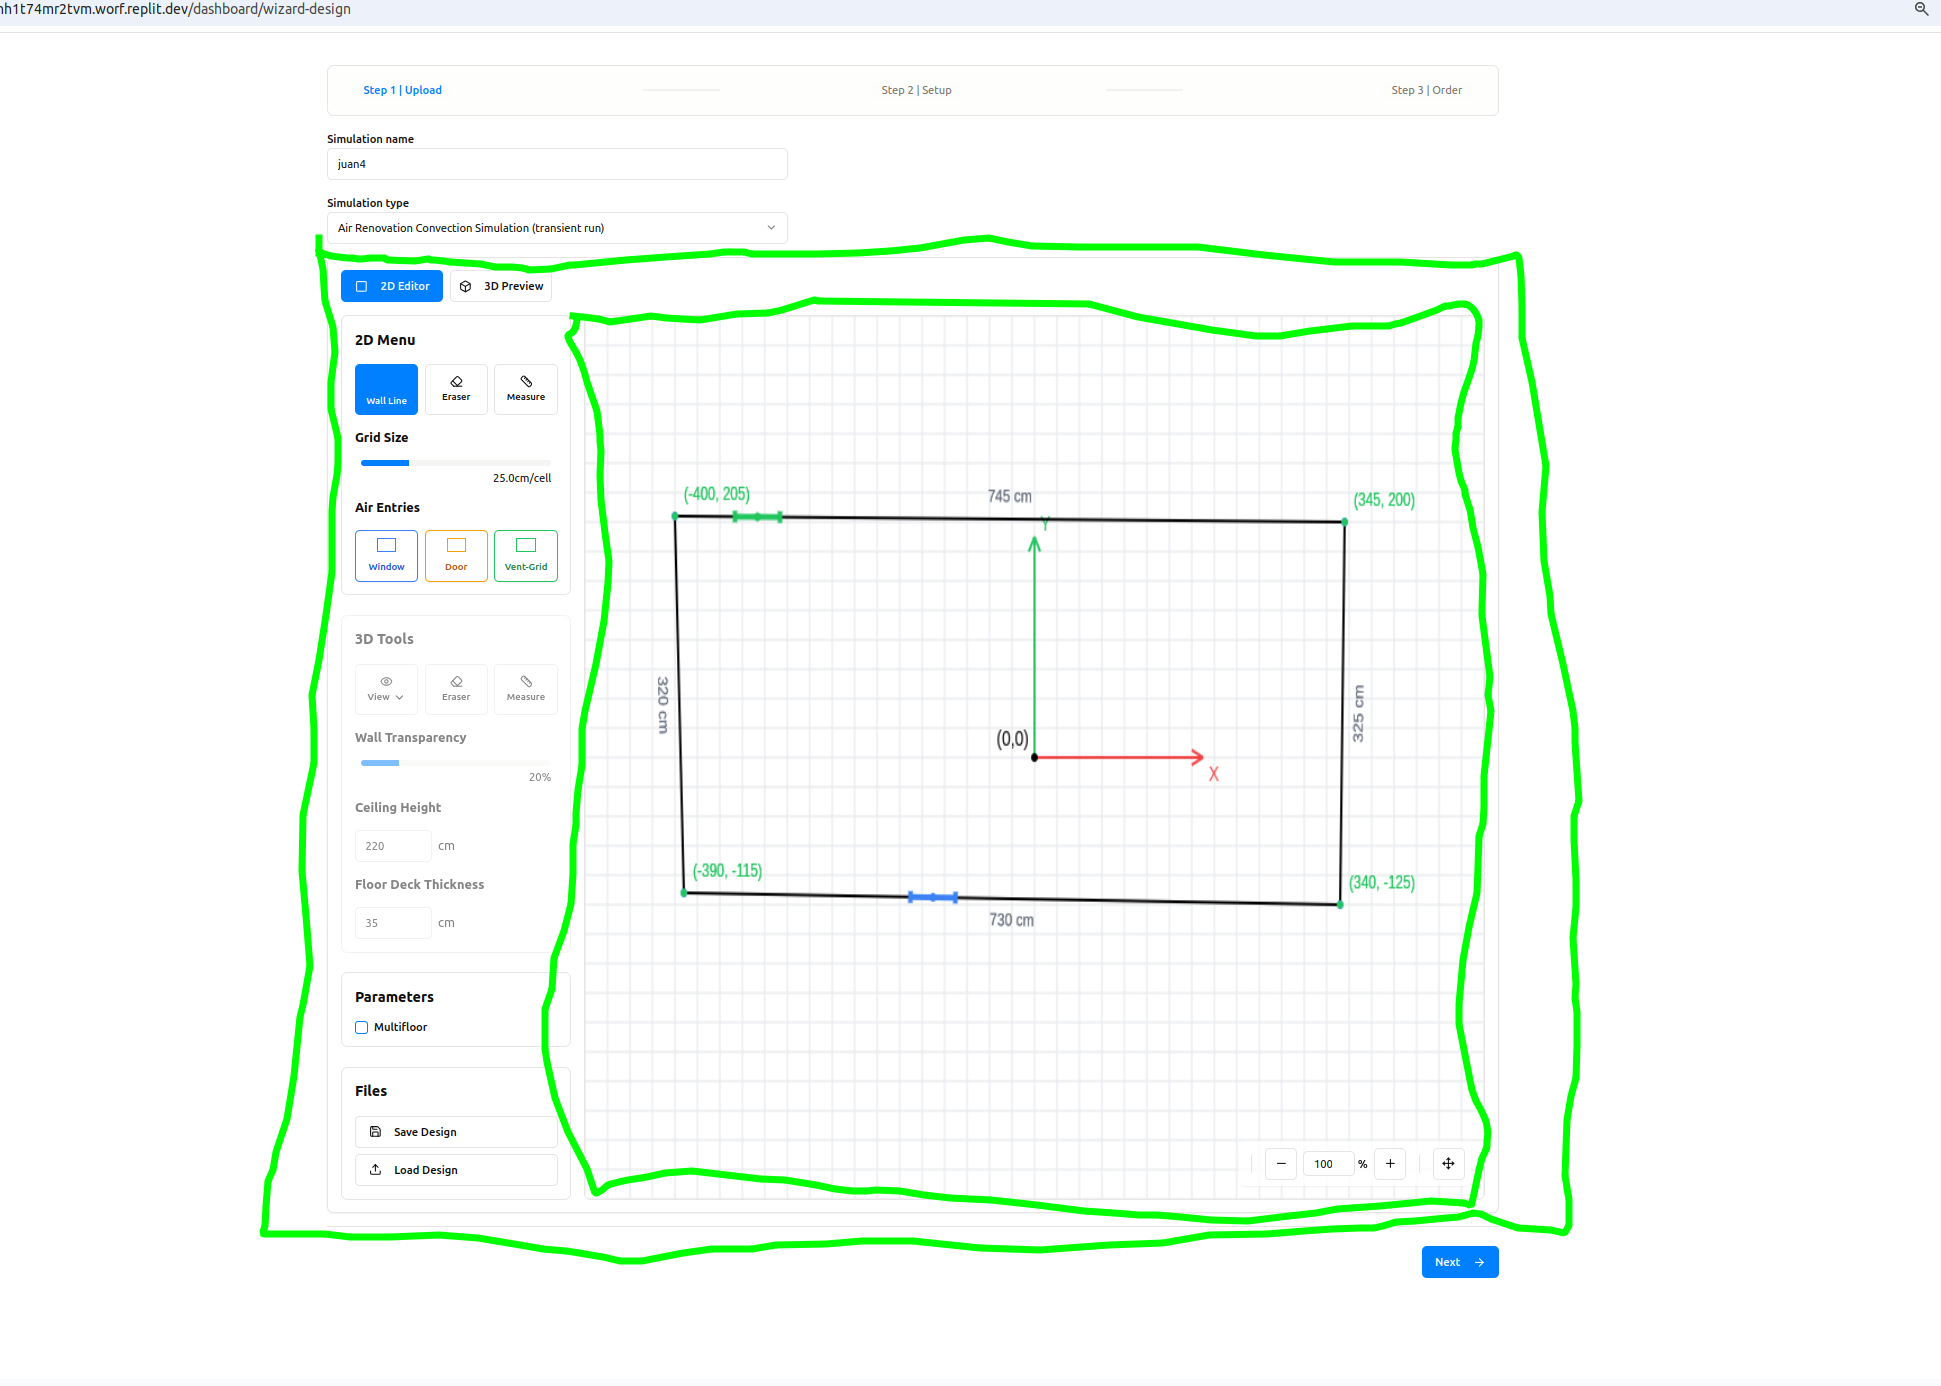 nh1t74mr2tvm.worf.replit.dev/dashboard/wizard-design
Step 1 | Upload
Step 2 | Setup
Step 3 | Order
Simulation name
juan4
Simulation type
Air Renovation Convection Simulation (transient run)
2D Editor
3D Preview
2D Menu
Wall Line
Eraser
Measure
Grid Size
25.0cm/cell
Air Entries
Window
Door
Vent-Grid
3D Tools
View
Eraser
Measure
Wall Transparency
20%
Ceiling Height
220 cm
Floor Deck Thickness
35 cm
Parameters
Multifloor
Files
Save Design
Load Design
(-400, 205)
745 cm
(345, 200)
Y
320 cm
325 cm
(0,0)
X
(-390, -115)
(340, -125)
730 cm
− 100 % +
Next